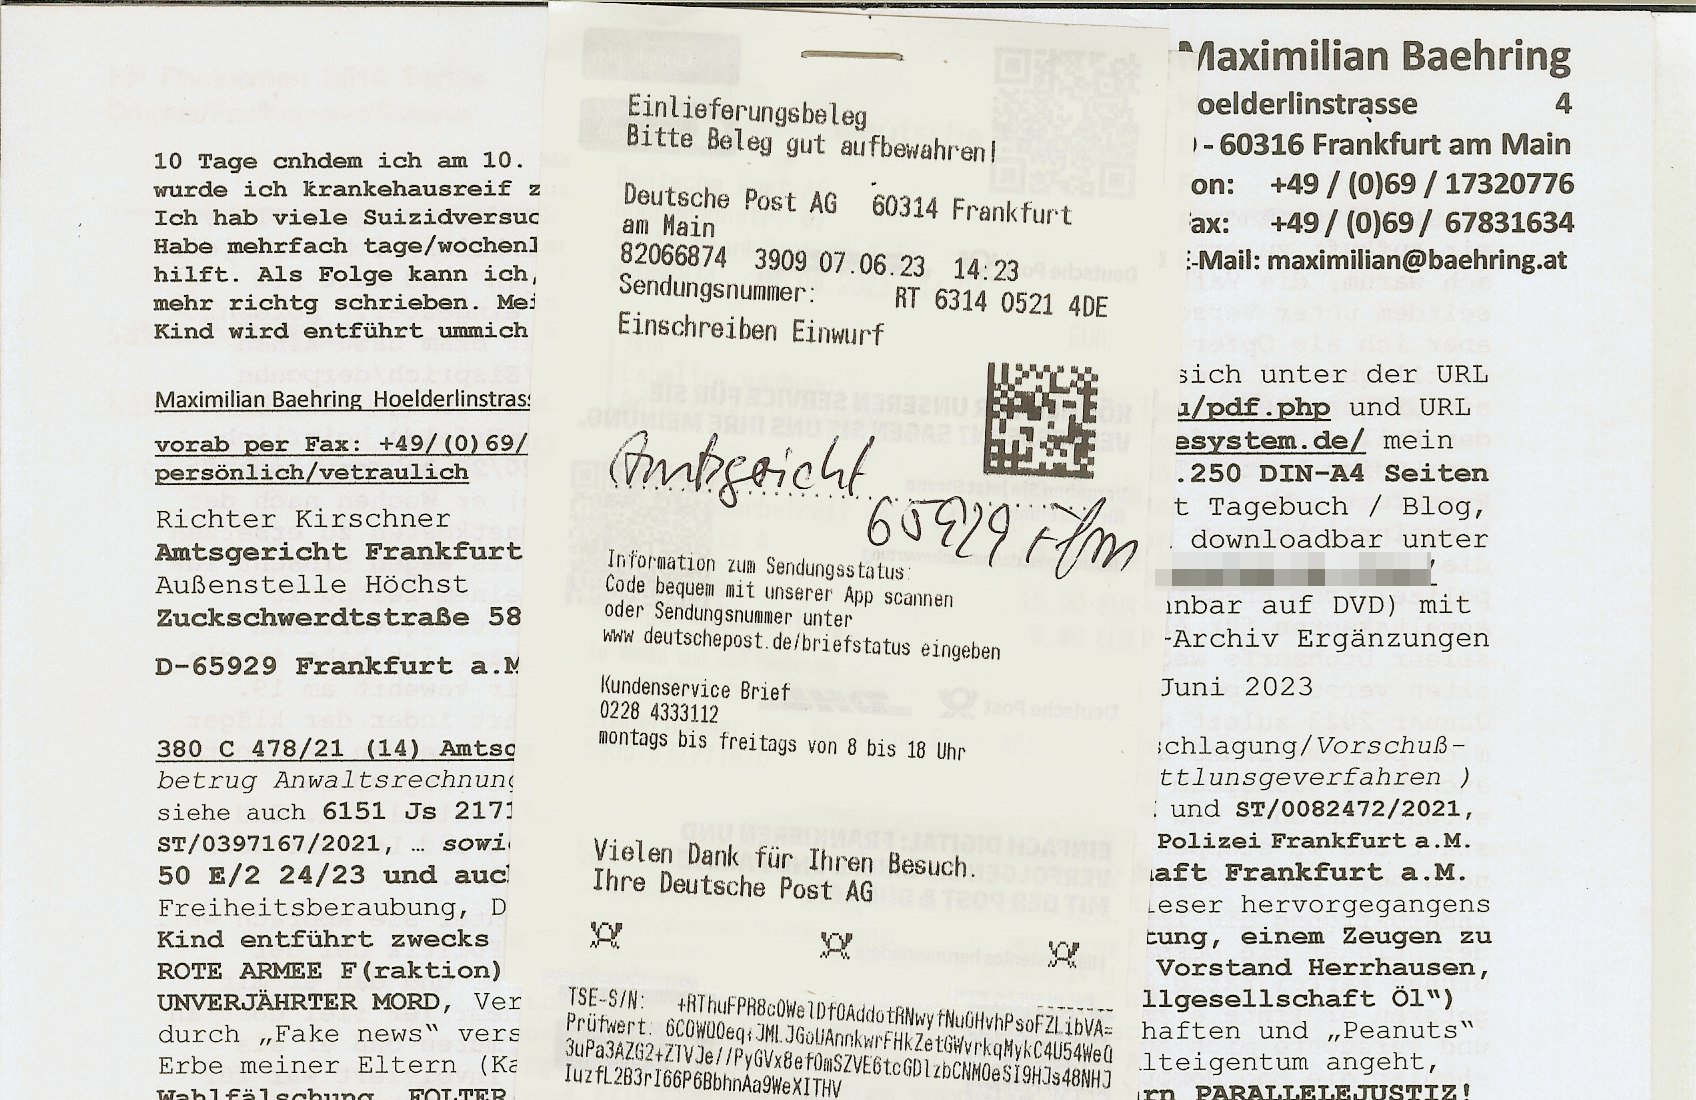 Maximilian Baehring
oelderlinstrasse 4
- 60316 Frankfurt am Main
on: +49 / (0)69 / 17320776
ax: +49 / (0)69 / 67831634
-Mail: maximilian@baehring.at
10 Tage cnhdem ich am 10.
wurde ich krankehausreif z
Ich hab viele Suizidversuc
Habe mehrfach tage/wochenl
hilft. Als Folge kann ich,
mehr richtg schrieben. Mei
Kind wird entführt ummich
Maximilian Baehring Hoelderlinstras
vorab per Fax: +49/(0)69/
persönlich/vetraulich
Richter Kirschner
Amtsgericht Frankfurt
Außenstelle Höchst
Zuckschwerdtstraße 58
D-65929 Frankfurt a.M
380 C 478/21 (14) Amtsg
betrug Anwaltsrechnung
siehe auch 6151 Js 2171
ST/0397167/2021, … sowi
50 E/2 24/23 und auc
Freiheitsberaubung, D
Kind entführt zwecks
ROTE ARMEE F(raktion)
UNVERJÄHRTER MORD, Ver
durch „Fake news“ vers
Erbe meiner Eltern (Ka
Wahlfälschung, FOLTER
Einlieferungsbeleg
Bitte Beleg gut aufbewahren!
Deutsche Post AG 60314 Frankfurt
am Main
82066874 3909 07.06.23 14:23
Sendungsnummer: RT 6314 0521 4DE
Einschreiben Einwurf
Amtsgericht
65929 Ffm
Information zum Sendungsstatus:
Code bequem mit unserer App scannen
oder Sendungsnummer unter
www deutschepost.de/briefstatus eingeben
Kundenservice Brief
0228 4333112
montags bis freitags von 8 bis 18 Uhr
Vielen Dank für Ihren Besuch.
Ihre Deutsche Post AG
TSE-S/N: +RThuFPR8cOWelDfOAddotRNwyfNuGHvhPsoFZLibVA=
Prüfwert:
IuzfL2B3rI66P6BbhnAa9WeXITHV
sich unter der URL
u/pdf.php und URL
esystem.de/ mein
.250 DIN-A4 Seiten
t Tagebuch / Blog,
downloadbar unter
nbar auf DVD) mit
-Archiv Ergänzungen
Juni 2023
schlagung/Vorschuß-
ttlunsgeverfahren )
und ST/0082472/2021,
Polizei Frankfurt a.M.
aft Frankfurt a.M.
ieser hervorgegangens
tung, einem Zeugen zu
Vorstand Herrhausen,
llgesellschaft Öl“)
haften und „Peanuts“
lteigentum angeht,
rn PARALLELEJUSTIZ!